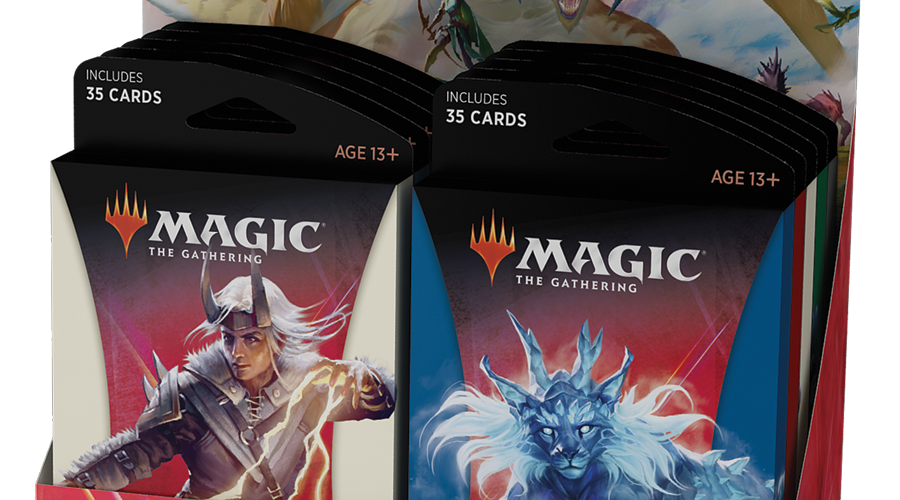 INCLUDES
35 CARDS
AGE 13+
MAGIC
THE GATHERING
INCLUDES
35 CARDS
AGE 13+
MAGIC
THE GATHERING